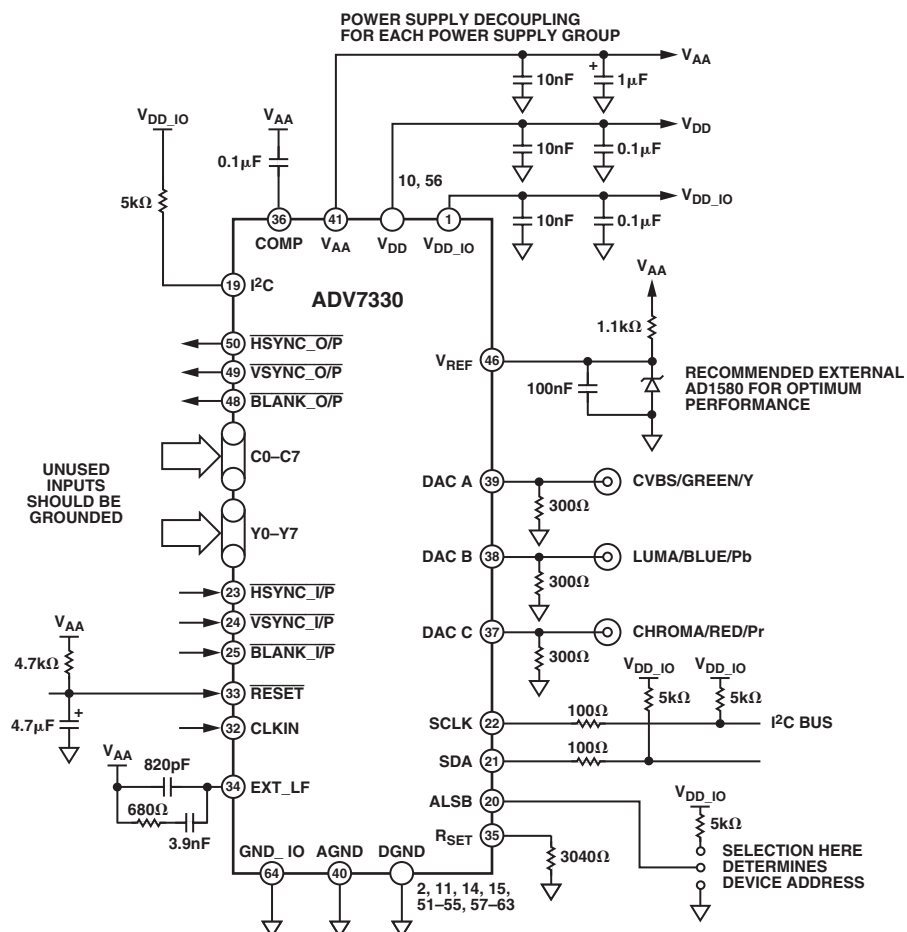 POWER SUPPLY DECOUPLING
FOR EACH POWER SUPPLY GROUP
VAA
10nF
+
1µF
VDD_IO
VAA
VDD
0.1µF
10nF
0.1µF
10, 56
5kΩ
VDD_IO
10nF
0.1µF
36
41
1
COMP
VAA
VDD
VDD_IO
VAA
19
I²C
ADV7330
1.1kΩ
50
HSYNC_O/P
VREF
46
49
VSYNC_O/P
100nF
RECOMMENDED EXTERNAL
AD1580 FOR OPTIMUM
PERFORMANCE
48
BLANK_O/P
C0–C7
UNUSED
INPUTS
SHOULD BE
GROUNDED
DAC A
39
CVBS/GREEN/Y
300Ω
Y0–Y7
DAC B
38
LUMA/BLUE/Pb
300Ω
23
HSYNC_I/P
24
VSYNC_I/P
DAC C
37
CHROMA/RED/Pr
300Ω
VAA
25
BLANK_I/P
4.7kΩ
VDD_IO
VDD_IO
33
RESET
5kΩ
5kΩ
4.7µF
+
32
CLKIN
SCLK
22
100Ω
I²C BUS
VAA
820pF
SDA
21
100Ω
34
EXT_LF
ALSB
20
VDD_IO
680Ω
3.9nF
5kΩ
RSET
35
GND_IO
AGND
DGND
3040Ω
SELECTION HERE
DETERMINES
DEVICE ADDRESS
64
40
2, 11, 14, 15,
51–55, 57–63